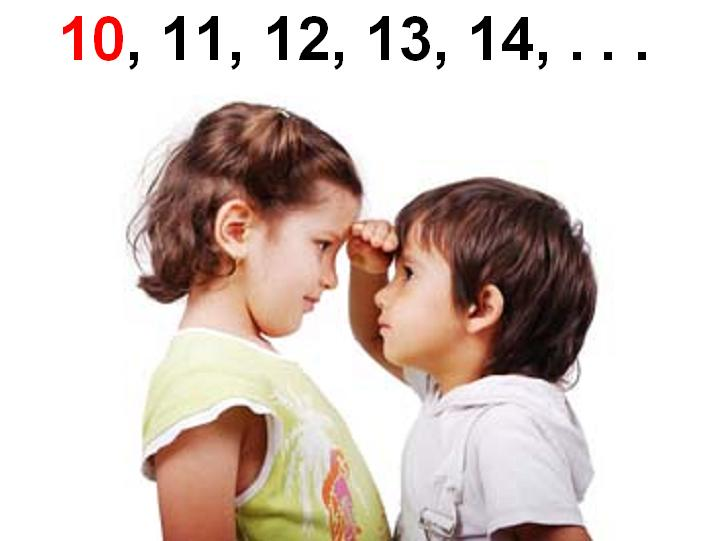 10, 11, 12, 13, 14, . . .